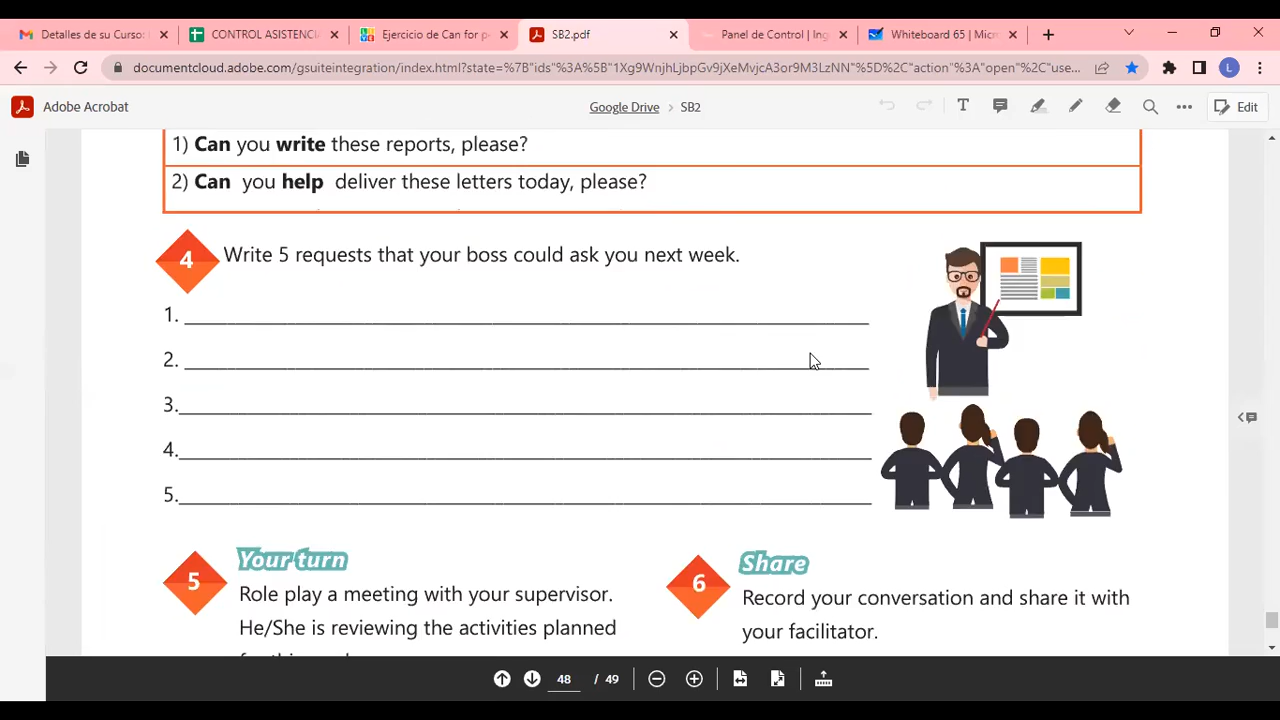 Detalles de su Curso:
CONTROL ASISTENCIA
Ejercicio de Can for pe
SB2.pdf
Panel de Control | Ing
Whiteboard 65 | Micr
documentcloud.adobe.com/gsuiteintegration/index.html?state=%7B"ids"%3A%5B"1Xg9WnjhLjbpGv9jXeMvjcA3or9M3LzNN"%5D%2C"action"%3A"open"%2C"use...
L
Adobe Acrobat
Google Drive > SB2
Edit
1) Can you write these reports, please?
2) Can you help deliver these letters today, please?
4 Write 5 requests that your boss could ask you next week.
1.
2.
3.
4.
5.
5 Your turn
Role play a meeting with your supervisor.
He/She is reviewing the activities planned
6 Share
Record your conversation and share it with
your facilitator.
48 / 49